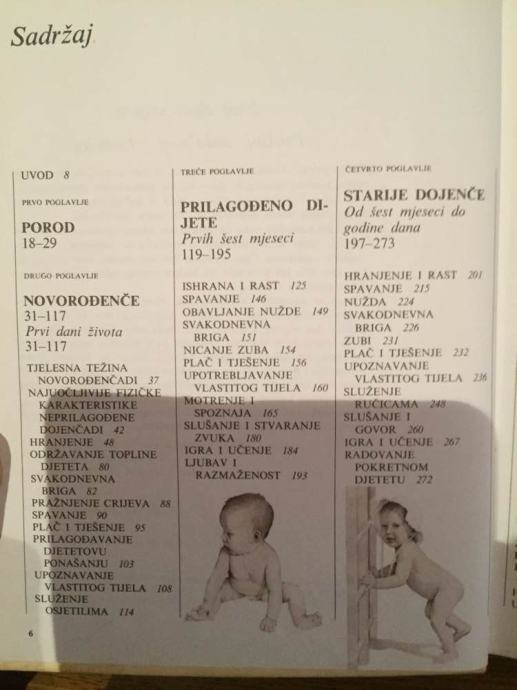 Sadržaj
UVOD 8
PRVO POGLAVLJE
POROD
18–29
DRUGO POGLAVLJE
NOVOROĐENČE
31–117
Prvi dani života
31–117
TJELESNA TEŽINA
NOVOROĐENČADI 37
NAJUOČLJIVIJE FIZIČKE
KARAKTERISTIKE
NEPRILAGOĐENE
DOJENČADI 42
HRANJENJE 48
ODRŽAVANJE TOPLINE
DJETETA 80
SVAKODNEVNA
BRIGA 82
PRAŽNJENJE CRIJEVA 88
SPAVANJE 90
PLAČ I TJEŠENJE 95
PRILAGOĐAVANJE
DJETETOVU
PONAŠANJU 103
UPOZNAVANJE
VLASTITOG TIJELA 108
SLUŽENJE
OSJETILIMA 114
6
TREĆE POGLAVLJE
PRILAGOĐENO DI-
JETE
Prvih šest mjeseci
119–195
ISHRANA I RAST 125
SPAVANJE 146
OBAVLJANJE NUŽDE 149
SVAKODNEVNA
BRIGA 151
NICANJE ZUBA 154
PLAČ I TJEŠENJE 156
UPOTREBLJAVANJE
VLASTITOG TIJELA 160
MOTRENJE I
SPOZNAJA 165
SLUŠANJE I STVARANJE
ZVUKA 180
IGRA I UČENJE 184
LJUBAV I
RAZMAŽENOST 193
ČETVRTO POGLAVLJE
STARIJE DOJENČE
Od šest mjeseci do
godine dana
197–273
HRANJENJE I RAST 201
SPAVANJE 215
NUŽDA 224
SVAKODNEVNA
BRIGA 226
ZUBI 231
PLAČ I TJEŠENJE 232
UPOZNAVANJE
VLASTITOG TIJELA 236
SLUŽENJE
RUČICAMA 248
SLUŠANJE I
GOVOR 260
IGRA I UČENJE 267
RADOVANJE
POKRETNOM
DJETETU 272